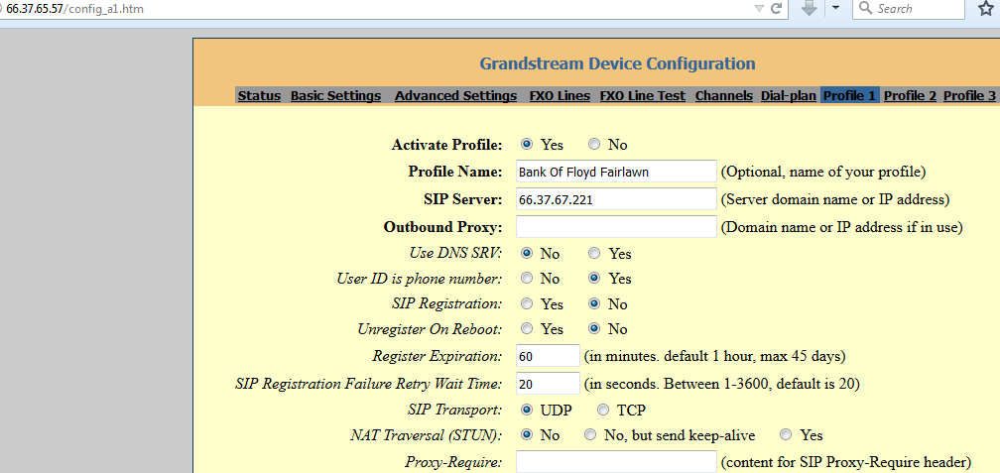 66.37.65.57/config_a1.htm
Search
Grandstream Device Configuration
Status Basic Settings Advanced Settings FXO Lines FXO Line Test Channels Dial-plan Profile 1 Profile 2 Profile 3
Activate Profile: Yes No
Profile Name: Bank Of Floyd Fairlawn (Optional, name of your profile)
SIP Server: 66.37.67.221 (Server domain name or IP address)
Outbound Proxy: (Domain name or IP address if in use)
Use DNS SRV: No Yes
User ID is phone number: No Yes
SIP Registration: Yes No
Unregister On Reboot: Yes No
Register Expiration: 60 (in minutes. default 1 hour, max 45 days)
SIP Registration Failure Retry Wait Time: 20 (in seconds. Between 1-3600, default is 20)
SIP Transport: UDP TCP
NAT Traversal (STUN): No No, but send keep-alive Yes
Proxy-Require: (content for SIP Proxy-Require header)